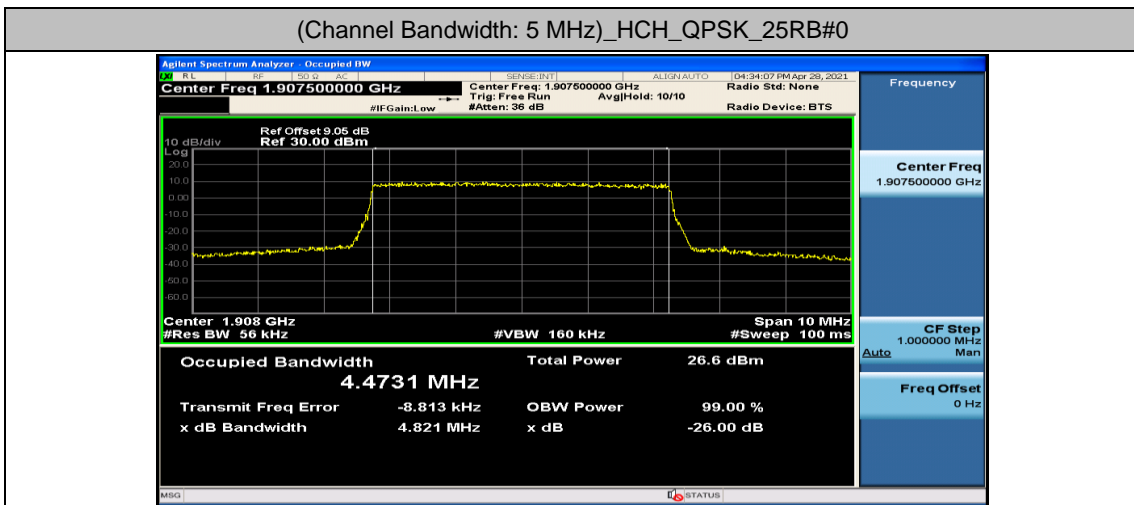 (Channel Bandwidth: 5 MHz)_HCH_QPSK_25RB#0
Agilent Spectrum Analyzer - Occupied BW
LXI RL RF 50 Ω AC SENSE:INT ALIGN AUTO 04:34:07 PM Apr 28, 2021
Center Freq 1.907500000 GHz
Center Freq: 1.907500000 GHz
Radio Std: None
Trig: Free Run Avg|Hold: 10/10
#IFGain:Low
#Atten: 36 dB
Radio Device: BTS
Ref Offset 9.05 dB
10 dB/div Ref 30.00 dBm
Log
20.0
10.0
0.00
-10.0
-20.0
-30.0
-40.0
-50.0
-60.0
Center 1.908 GHz Span 10 MHz
#Res BW 56 kHz #VBW 160 kHz #Sweep 100 ms
Occupied Bandwidth Total Power 26.6 dBm
4.4731 MHz
Transmit Freq Error -8.813 kHz OBW Power 99.00 %
x dB Bandwidth 4.821 MHz x dB -26.00 dB
Frequency
Center Freq
1.907500000 GHz
CF Step
1.000000 MHz
Auto Man
Freq Offset
0 Hz
MSG STATUS